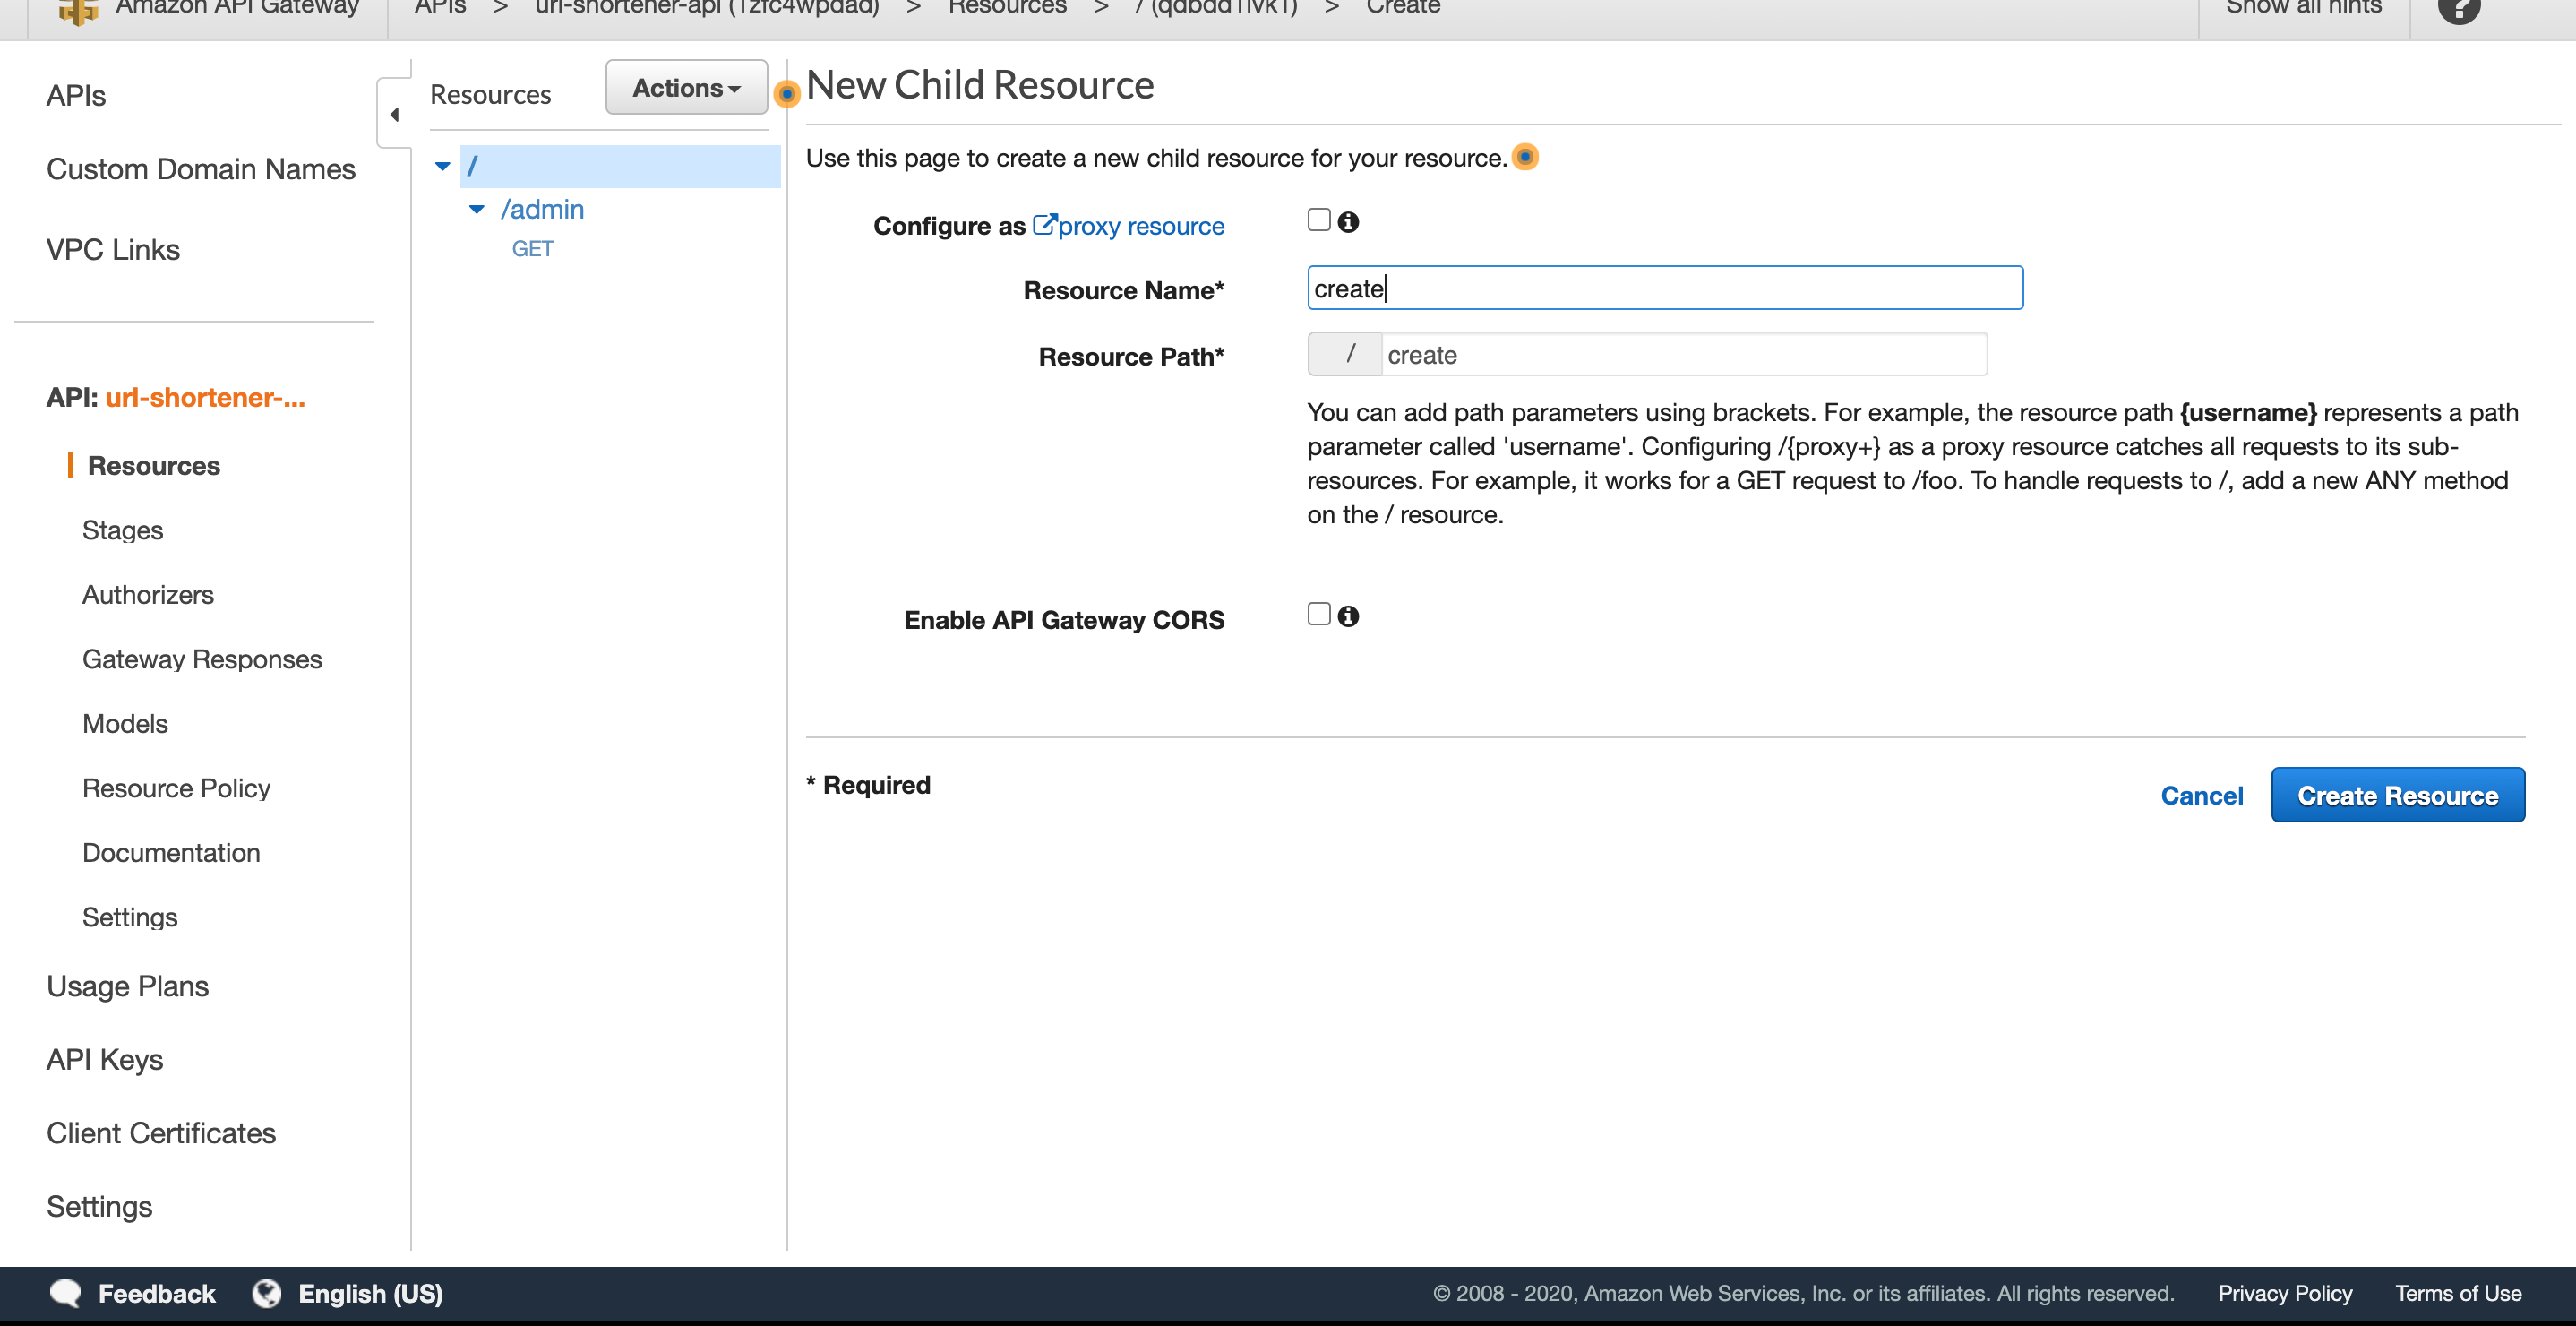 Amazon API Gateway
APIs > url-shortener-api > Resources > / > Create
Show all hints
?
APIs
Custom Domain Names
VPC Links
API: url-shortener-...
Resources
Stages
Authorizers
Gateway Responses
Models
Resource Policy
Documentation
Settings
Usage Plans
API Keys
Client Certificates
Settings
Resources
Actions
/
/admin
GET
New Child Resource
Use this page to create a new child resource for your resource.
Configure as proxy resource
Resource Name* create
Resource Path* / create
You can add path parameters using brackets. For example, the resource path {username} represents a path
parameter called 'username'. Configuring /{proxy+} as a proxy resource catches all requests to its sub-
resources. For example, it works for a GET request to /foo. To handle requests to /, add a new ANY method
on the / resource.
Enable API Gateway CORS
* Required
Cancel
Create Resource
Feedback
English (US)
© 2008 - 2020, Amazon Web Services, Inc. or its affiliates. All rights reserved.
Privacy Policy
Terms of Use